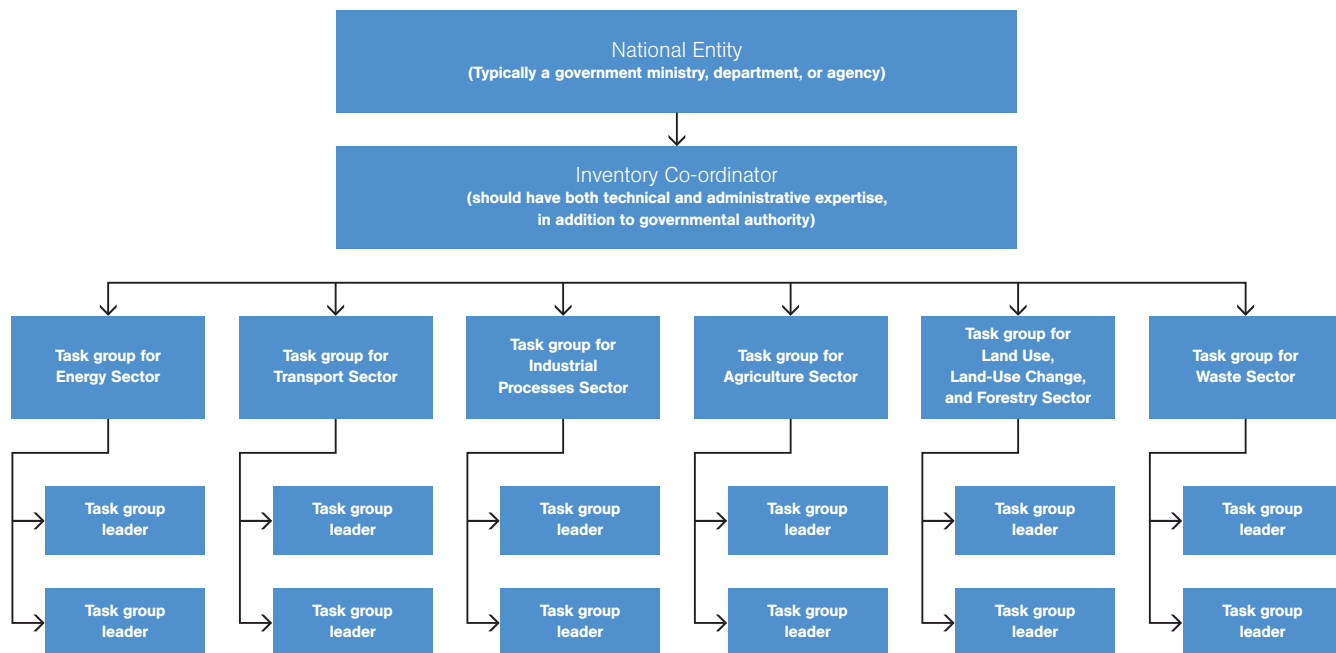 National Entity
(Typically a government ministry, department, or agency)
Inventory Co-ordinator
(should have both technical and administrative expertise,
in addition to governmental authority)
Task group for
Energy Sector
Task group for
Transport Sector
Task group for
Industrial
Processes Sector
Task group for
Agriculture Sector
Task group for
Land Use,
Land-Use Change,
and Forestry Sector
Task group for
Waste Sector
Task group
leader
Task group
leader
Task group
leader
Task group
leader
Task group
leader
Task group
leader
Task group
leader
Task group
leader
Task group
leader
Task group
leader
Task group
leader
Task group
leader